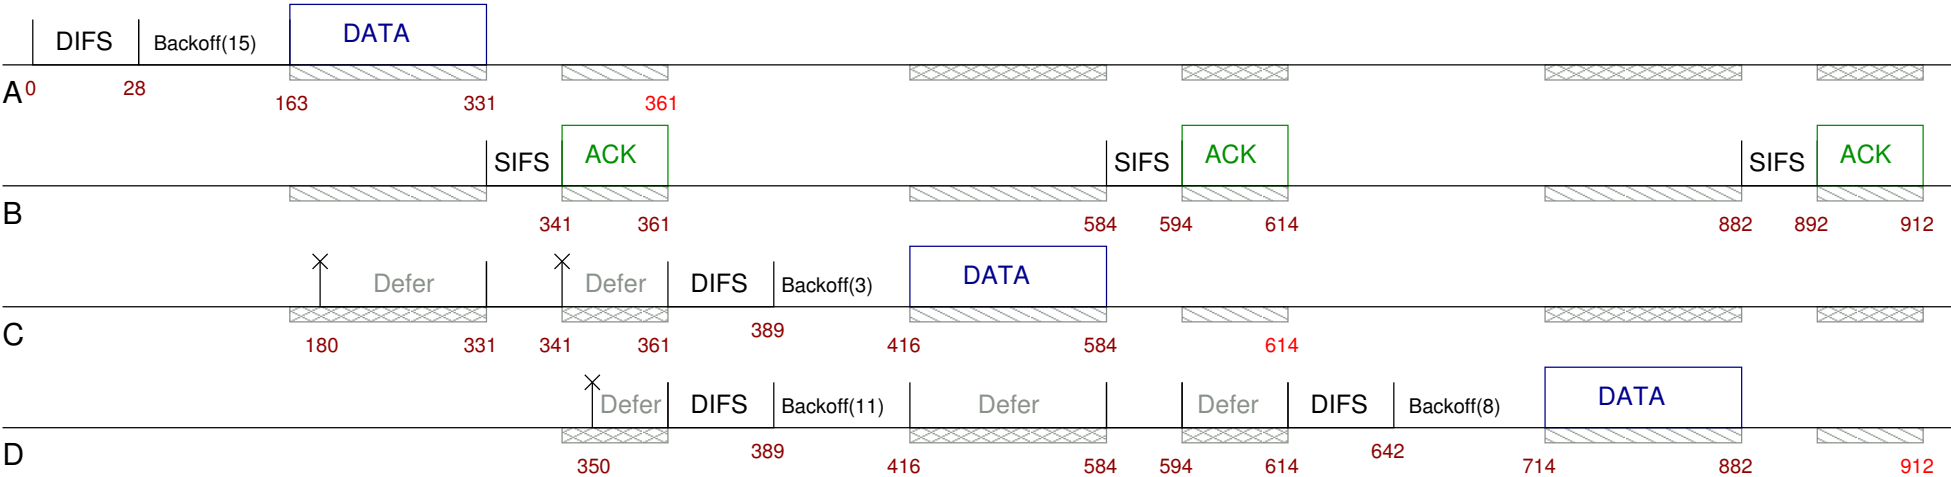 DIFS Backoff(15) DATA
A 0 28 163 331 361
SIFS ACK SIFS ACK SIFS ACK
B 341 361 584 594 614 882 892 912
Defer Defer DIFS Backoff(3) DATA
C 180 331 341 361 389 416 584 614
Defer DIFS Backoff(11) Defer Defer DIFS Backoff(8) DATA
D 350 389 416 584 594 614 642 714 882 912